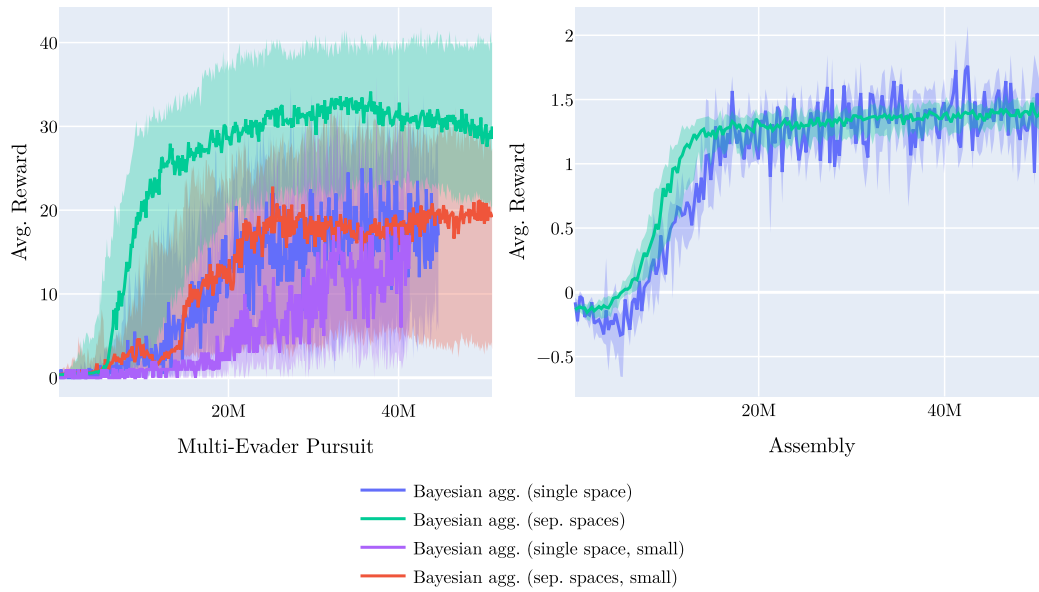 Avg. Reward
40
30
20
10
0
20M
40M
Multi-Evader Pursuit
Avg. Reward
2
1.5
1
0.5
0
−0.5
20M
40M
Assembly
Bayesian agg. (single space)
Bayesian agg. (sep. spaces)
Bayesian agg. (single space, small)
Bayesian agg. (sep. spaces, small)